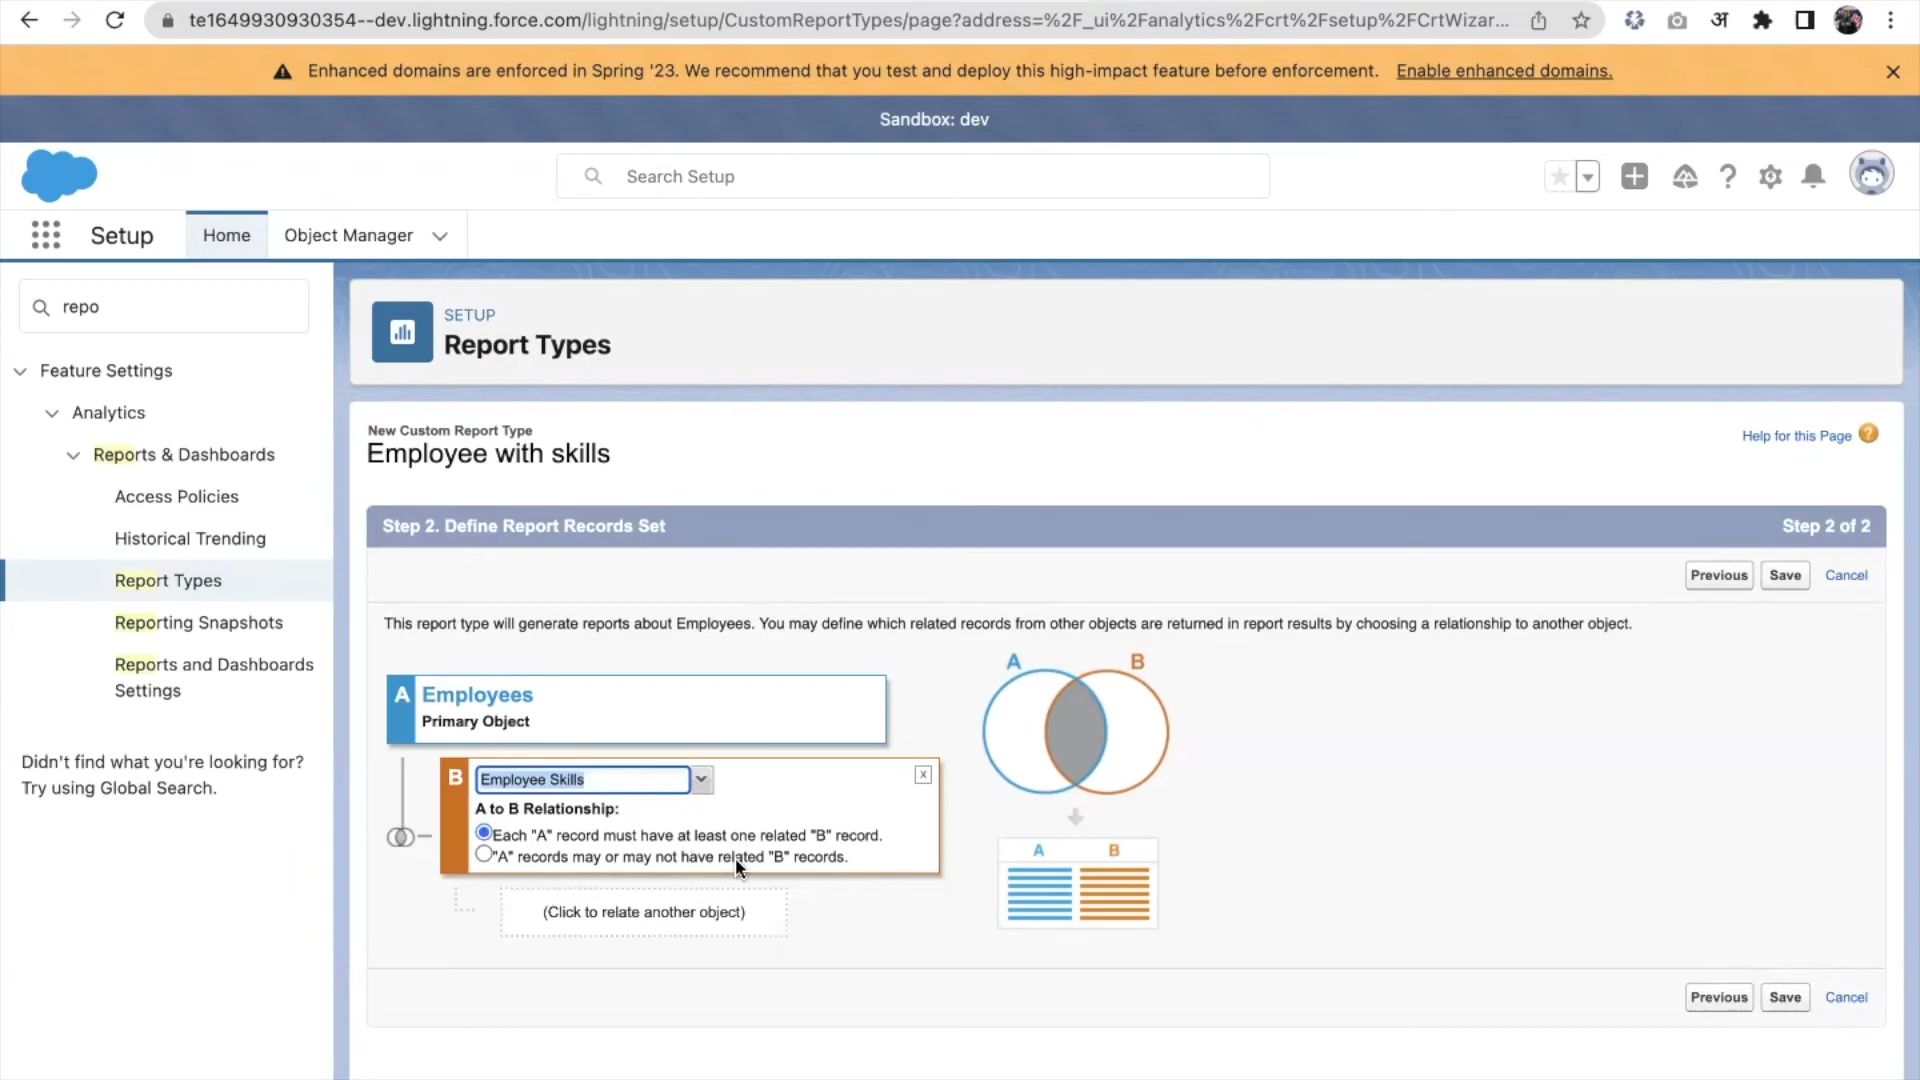 te1649930930354--dev.lightning.force.com/lightning/setup/CustomReportTypes/page?address=%2F_ui%2Fanalytics%2Fcrt%2Fsetup%2FCrtWizar...
अ
Enhanced domains are enforced in Spring '23. We recommend that you test and deploy this high-impact feature before enforcement. Enable enhanced domains.
Sandbox: dev
Search Setup
Setup
Home
Object Manager
repo
Feature Settings
Analytics
Reports & Dashboards
Access Policies
Historical Trending
Report Types
Reporting Snapshots
Reports and Dashboards
Settings
Didn't find what you're looking for?
Try using Global Search.
SETUP
Report Types
New Custom Report Type
Employee with skills
Help for this Page ?
Step 2. Define Report Records Set
Step 2 of 2
Previous Save Cancel
This report type will generate reports about Employees. You may define which related records from other objects are returned in report results by choosing a relationship to another object.
A Employees
Primary Object
B Employee Skills
x
A to B Relationship:
Each "A" record must have at least one related "B" record.
"A" records may or may not have related "B" records.
(Click to relate another object)
A B
A B
Previous Save Cancel